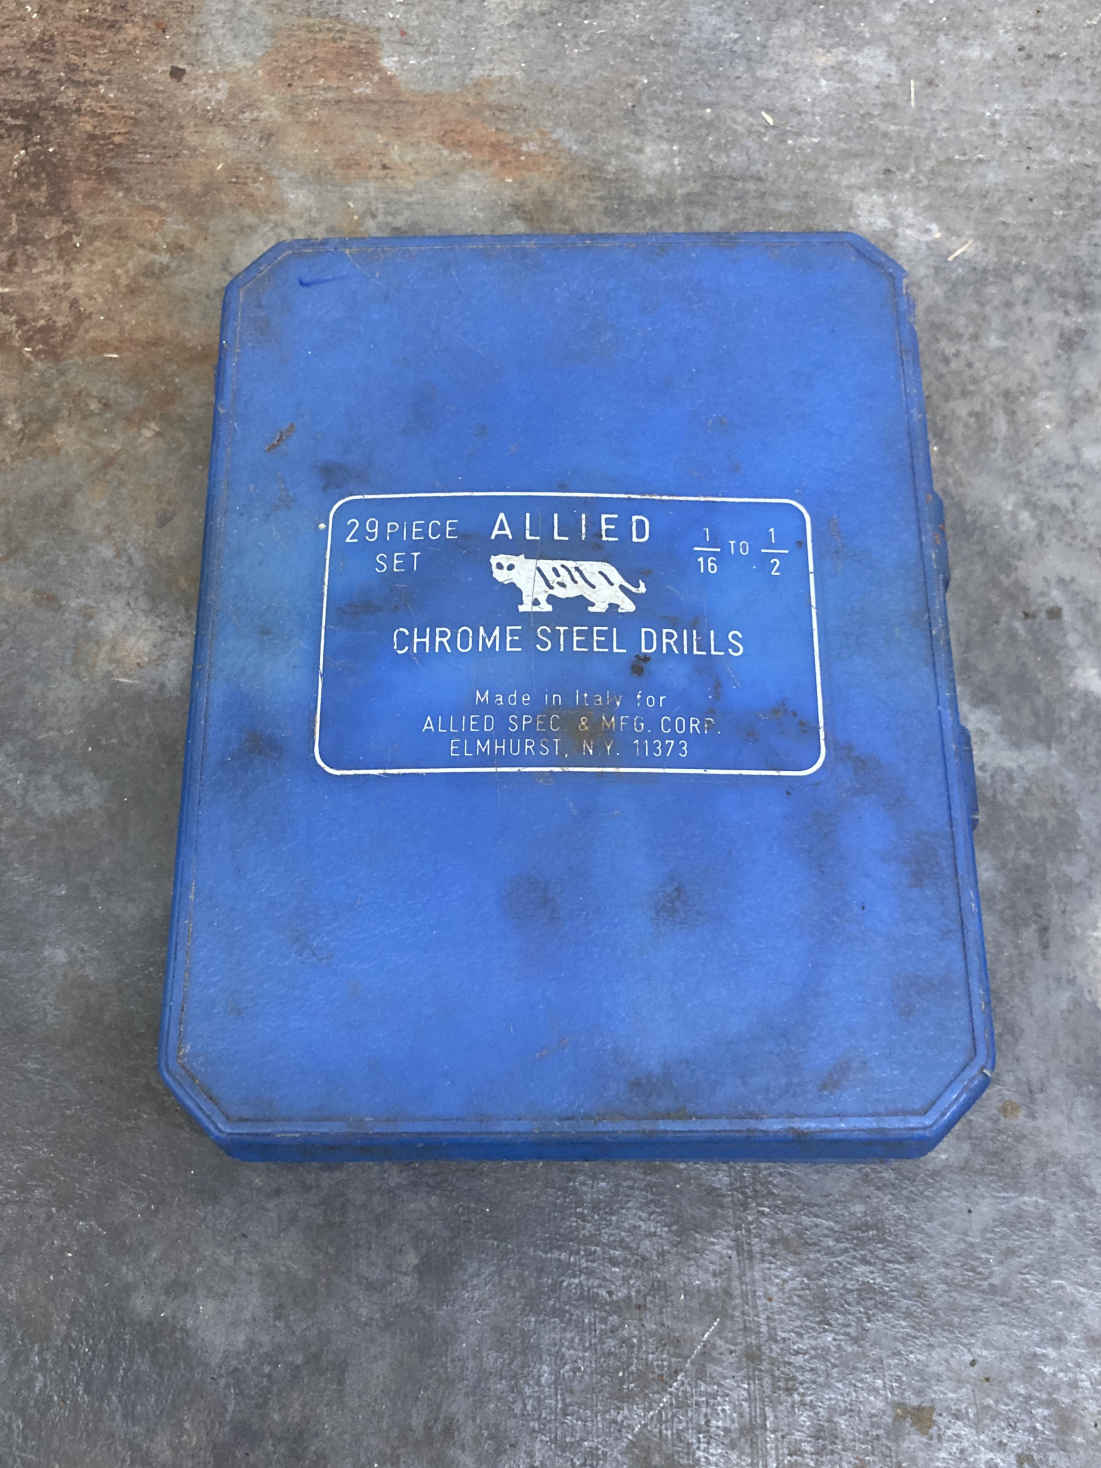 29 PIECE SET
ALLIED
1/16 TO 1/2
CHROME STEEL DRILLS
Made in Italy for
ALLIED SPEC. & MFG. CORP.
ELMHURST, N.Y. 11373